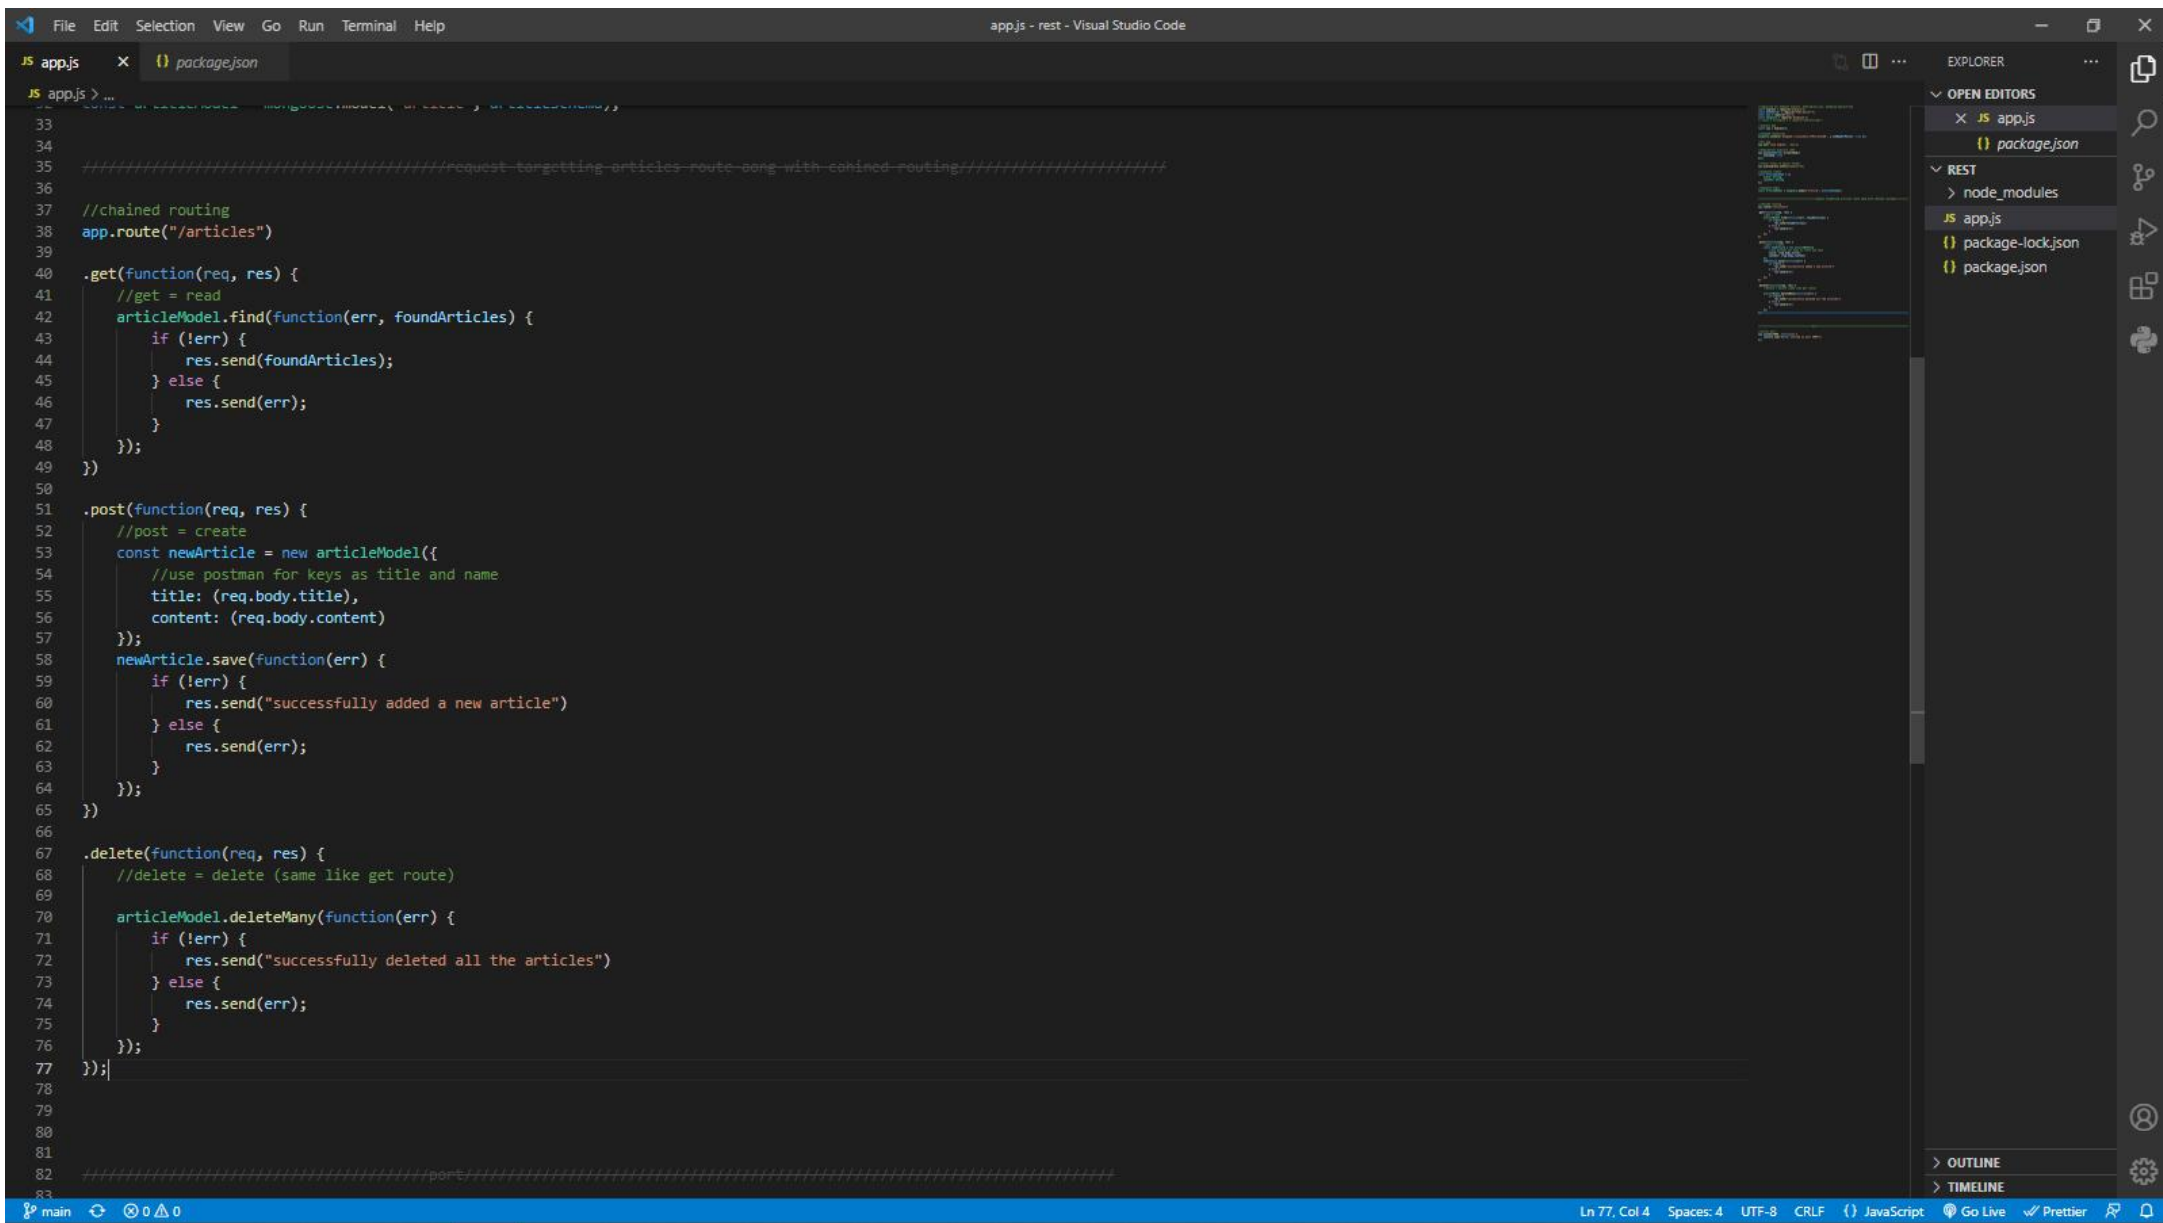 File Edit Selection View Go Run Terminal Help
app.js - rest - Visual Studio Code
JS app.js
{} package.json
JS app.js > ...
33
34
35 //////////////////////////////////////////request targetting articles route aong with cahined routing////////////////////////
36
37 //chained routing
38 app.route("/articles")
39
40 .get(function(req, res) {
41     //get = read
42     articleModel.find(function(err, foundArticles) {
43         if (!err) {
44             res.send(foundArticles);
45         } else {
46             res.send(err);
47         }
48     });
49 })
50
51 .post(function(req, res) {
52     //post = create
53     const newArticle = new articleModel({
54         //use postman for keys as title and name
55         title: (req.body.title),
56         content: (req.body.content)
57     });
58     newArticle.save(function(err) {
59         if (!err) {
60             res.send("successfully added a new article")
61         } else {
62             res.send(err);
63         }
64     });
65 })
66
67 .delete(function(req, res) {
68     //delete = delete (same like get route)
69
70     articleModel.deleteMany(function(err) {
71         if (!err) {
72             res.send("successfully deleted all the articles")
73         } else {
74             res.send(err);
75         }
76     });
77 });
78
79
80
81
82 ////////////////////////////////////////port///////////////////////////////////////////////////////////////////////////
83
EXPLORER
OPEN EDITORS
JS app.js
{} package.json
REST
node_modules
JS app.js
{} package-lock.json
{} package.json
OUTLINE
TIMELINE
main 0 0
Ln 77, Col 4 Spaces: 4 UTF-8 CRLF {} JavaScript Go Live Prettier